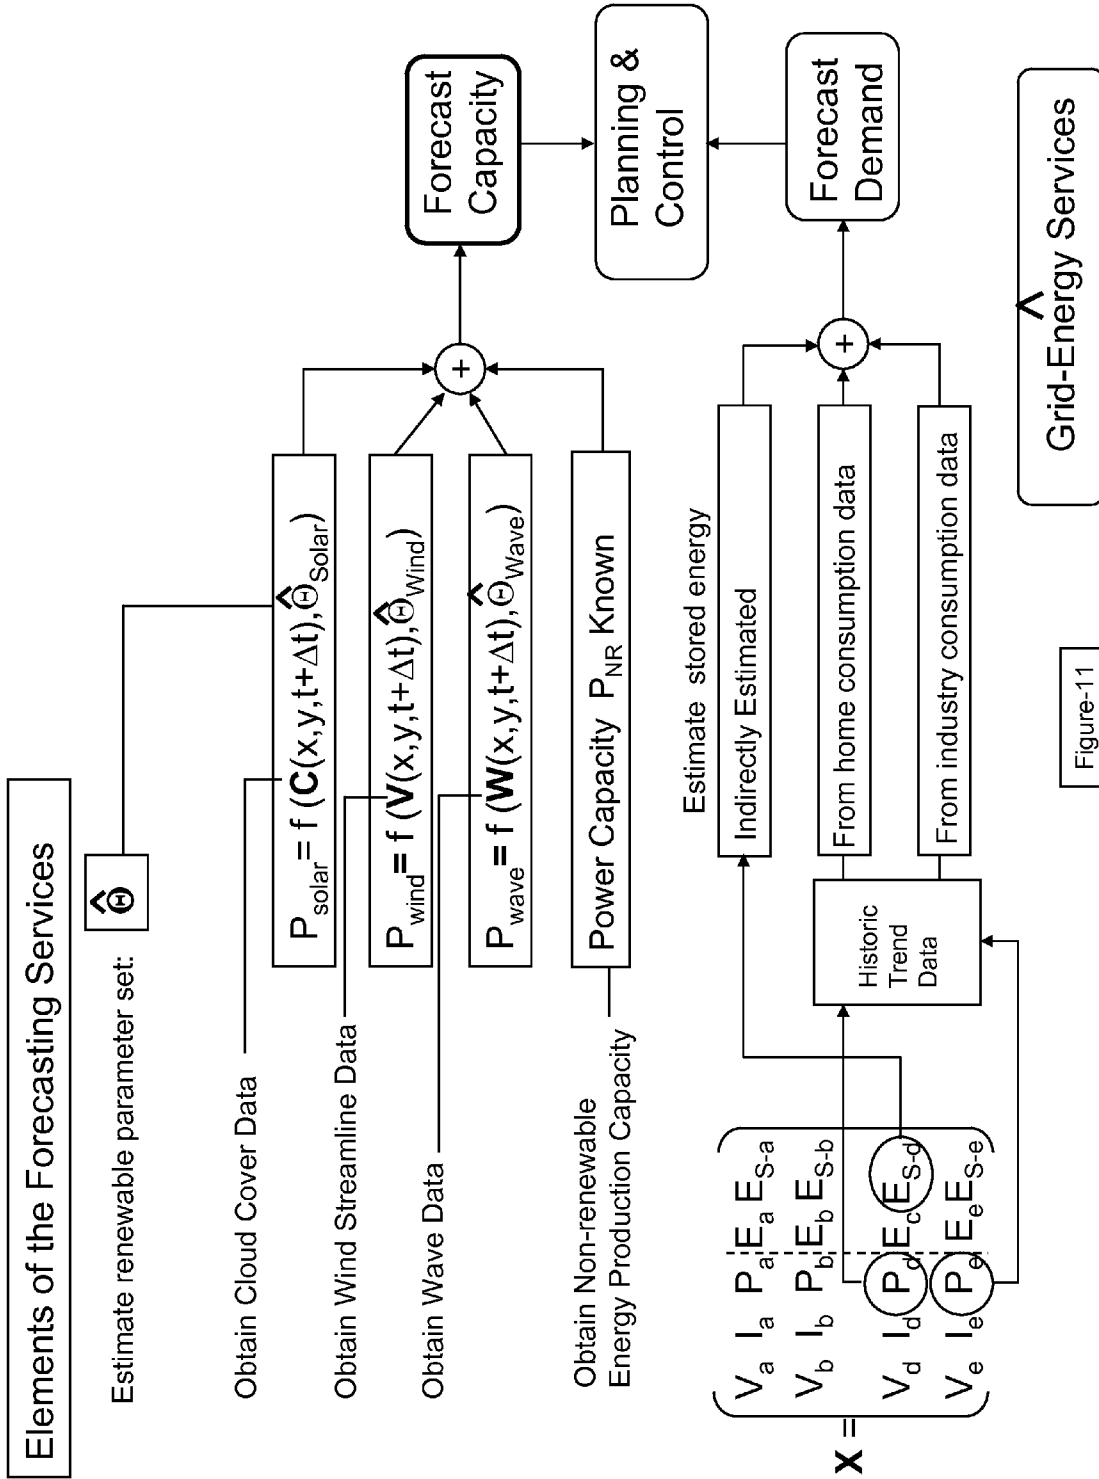 Elements of the Forecasting Services
Estimate renewable parameter set:
Θ̂
Obtain Cloud Cover Data
P_solar = f (C(x,y,t+Δt),Θ̂_Solar)
Obtain Wind Streamline Data
P_wind = f (V(x,y,t+Δt),Θ̂_Wind)
Obtain Wave Data
P_wave = f (W(x,y,t+Δt),Θ̂_Wave)
Obtain Non-renewable
Energy Production Capacity
Power Capacity P_NR Known
+
Forecast
Capacity
Planning &
Control
Forecast
Demand
Estimate stored energy
Indirectly Estimated
From home consumption data
From industry consumption data
+
Historic
Trend
Data
X =
V_a I_a P_a E_a E_S-a
V_b I_b P_b E_b E_S-b
V_d I_d P_d E_c E_S-d
V_e I_e P_e E_e E_S-e
^
Grid-Energy Services
Figure-11